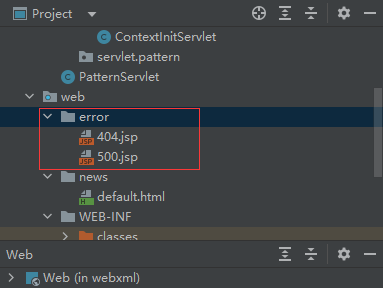 Project
ContextInitServlet
servlet.pattern
PatternServlet
web
error
404.jsp
500.jsp
news
default.html
WEB-INF
classes
Web
Web (in webxml)